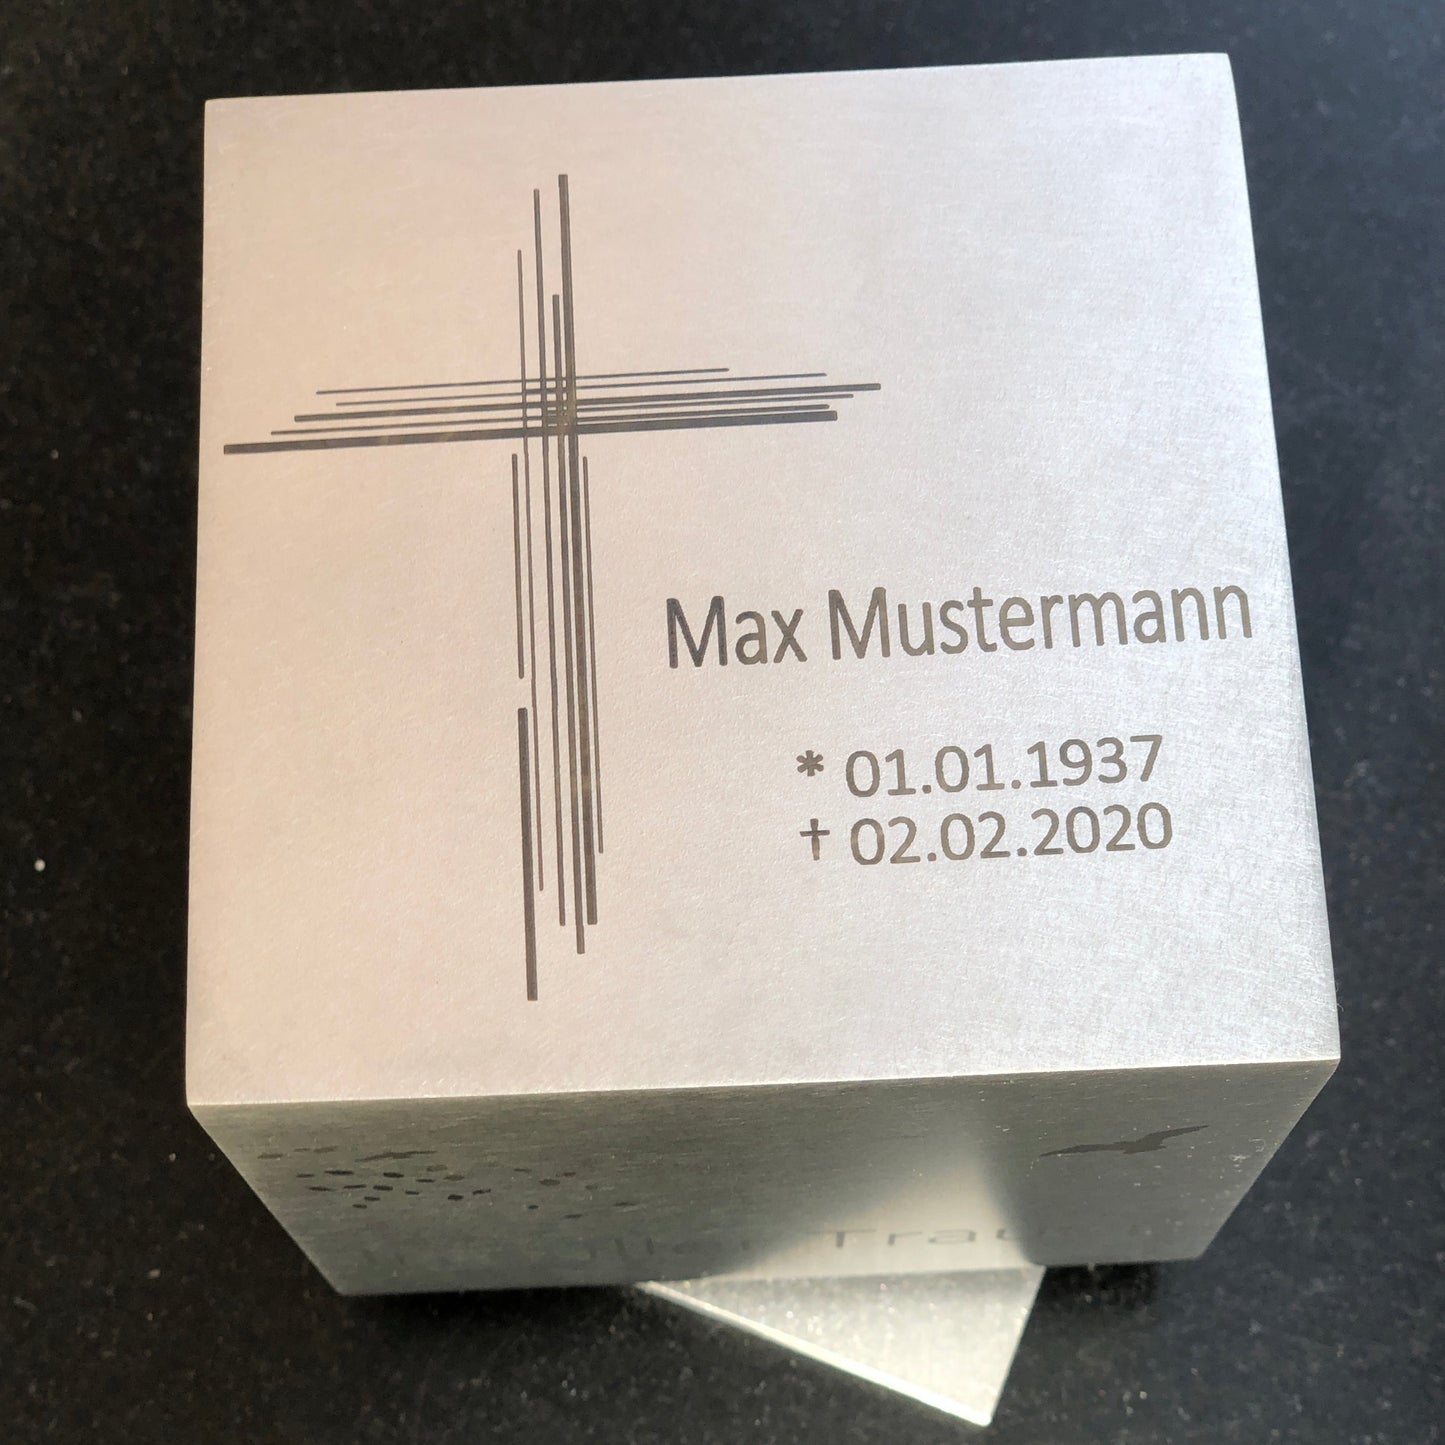 Max Mustermann
* 01.01.1937
† 02.02.2020